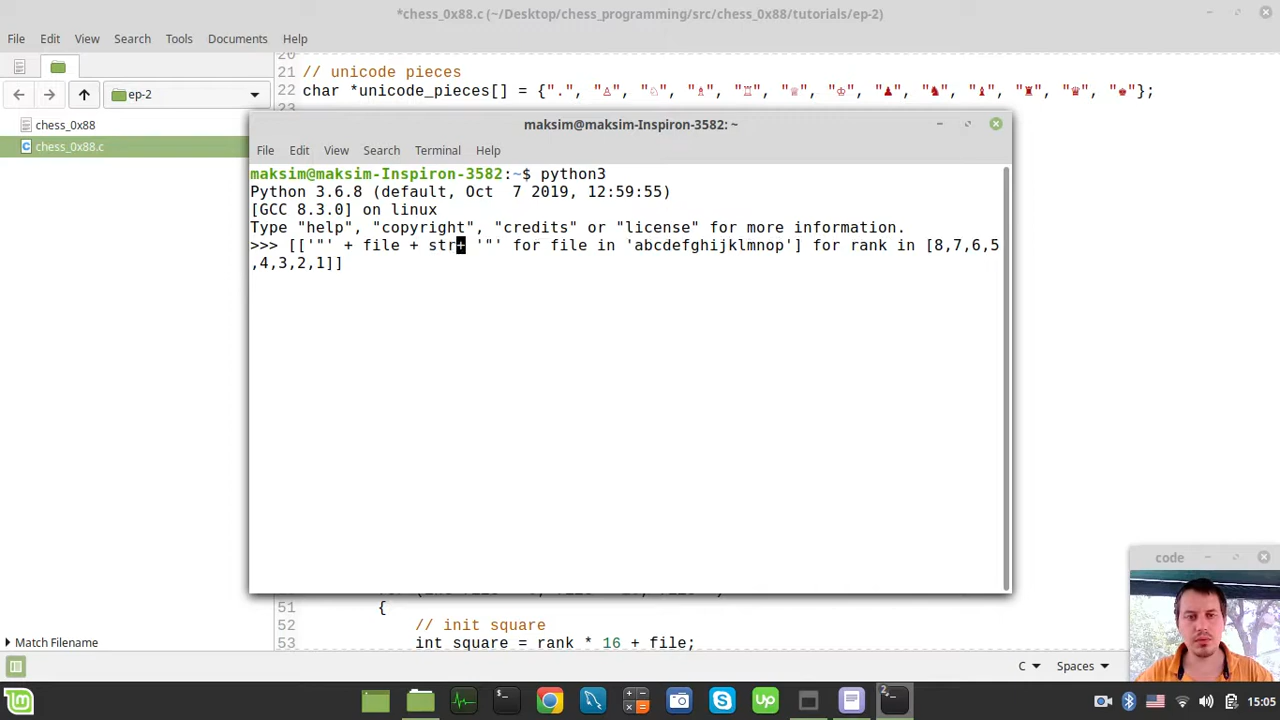 *chess_0x88.c (~/Desktop/chess_programming/src/chess_0x88/tutorials/ep-2)
File Edit View Search Tools Documents Help
20
21 // unicode pieces
ep-2
22 char *unicode_pieces[] = {".", "♙", "♘", "♗", "♖", "♕", "♔", "♟", "♞", "♝", "♜", "♛", "♚"};
23
chess_0x88
chess_0x88.c
maksim@maksim-Inspiron-3582: ~
File Edit View Search Terminal Help
maksim@maksim-Inspiron-3582:~$ python3
Python 3.6.8 (default, Oct  7 2019, 12:59:55)
[GCC 8.3.0] on linux
Type "help", "copyright", "credits" or "license" for more information.
>>> [['"' + file + str+ '"' for file in 'abcdefghijklmnop'] for rank in [8,7,6,5
,4,3,2,1]]
code
51 {
52 // init square
53 int square = rank * 16 + file;
Match Filename
C Spaces
15:05